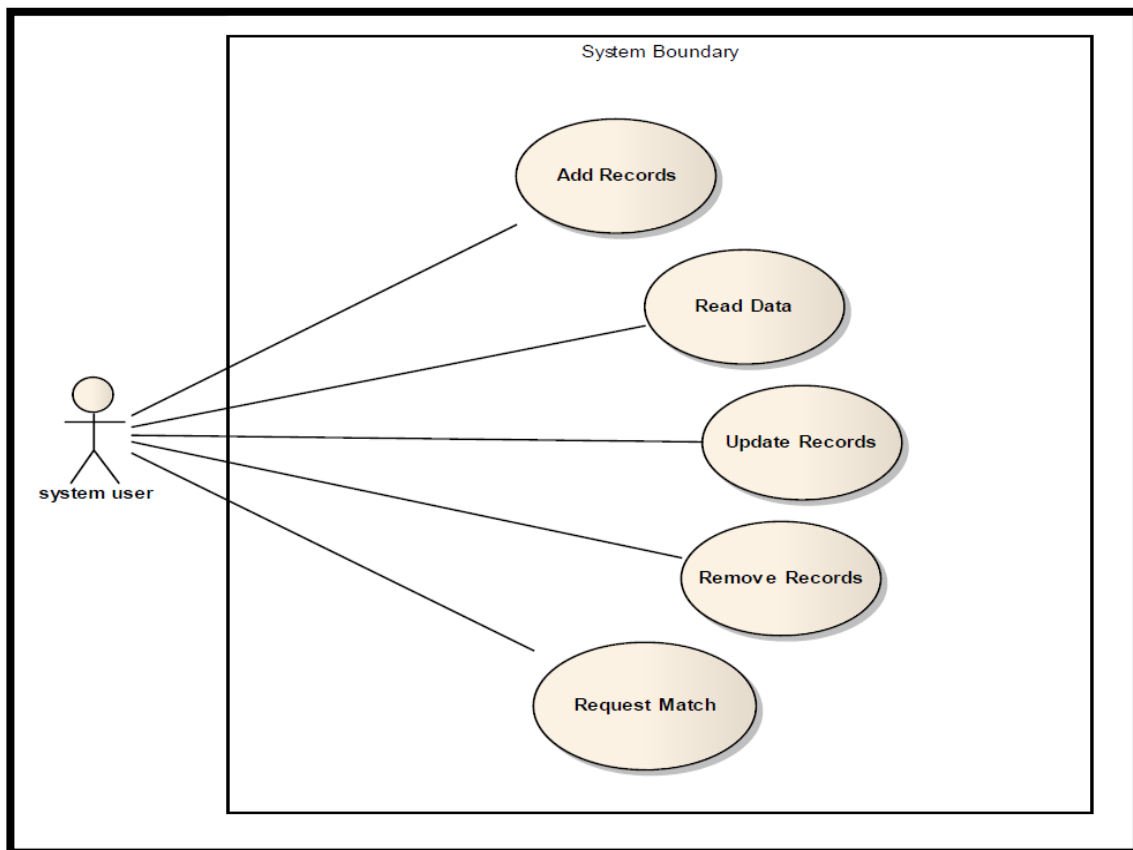 System Boundary
Add Records
Read Data
Update Records
system user
Remove Records
Request Match